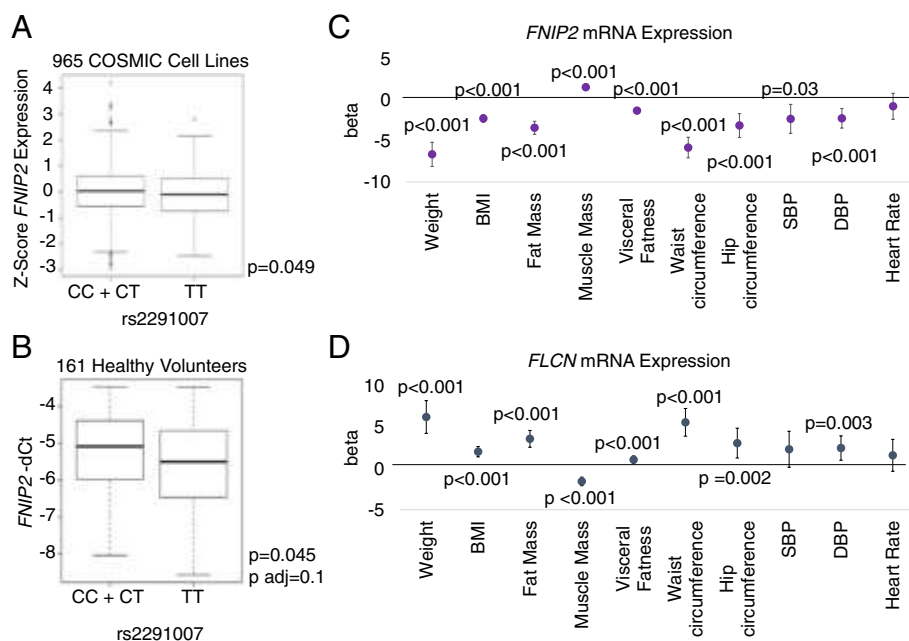 A
965 COSMIC Cell Lines
Z-Score FNIP2 Expression
4
3
2
1
0
-1
-2
-3
CC + CT
TT
p=0.049
rs2291007
B
161 Healthy Volunteers
FNIP2 -dCt
-4
-5
-6
-7
-8
CC + CT
TT
p=0.045
p adj=0.1
rs2291007
C
FNIP2 mRNA Expression
beta
5
0
-5
-10
p<0.001
p<0.001
p<0.001
p<0.001
p<0.001
p<0.001
p<0.001
p=0.03
p<0.001
Weight
BMI
Fat Mass
Muscle Mass
Visceral
Fatness
Waist
circumference
Hip
circumference
SBP
DBP
Heart Rate
D
FLCN mRNA Expression
beta
10
5
0
-5
p<0.001
p<0.001
p<0.001
p <0.001
p<0.001
p<0.001
p =0.002
p=0.003
Weight
BMI
Fat Mass
Muscle Mass
Visceral
Fatness
Waist
circumference
Hip
circumference
SBP
DBP
Heart Rate